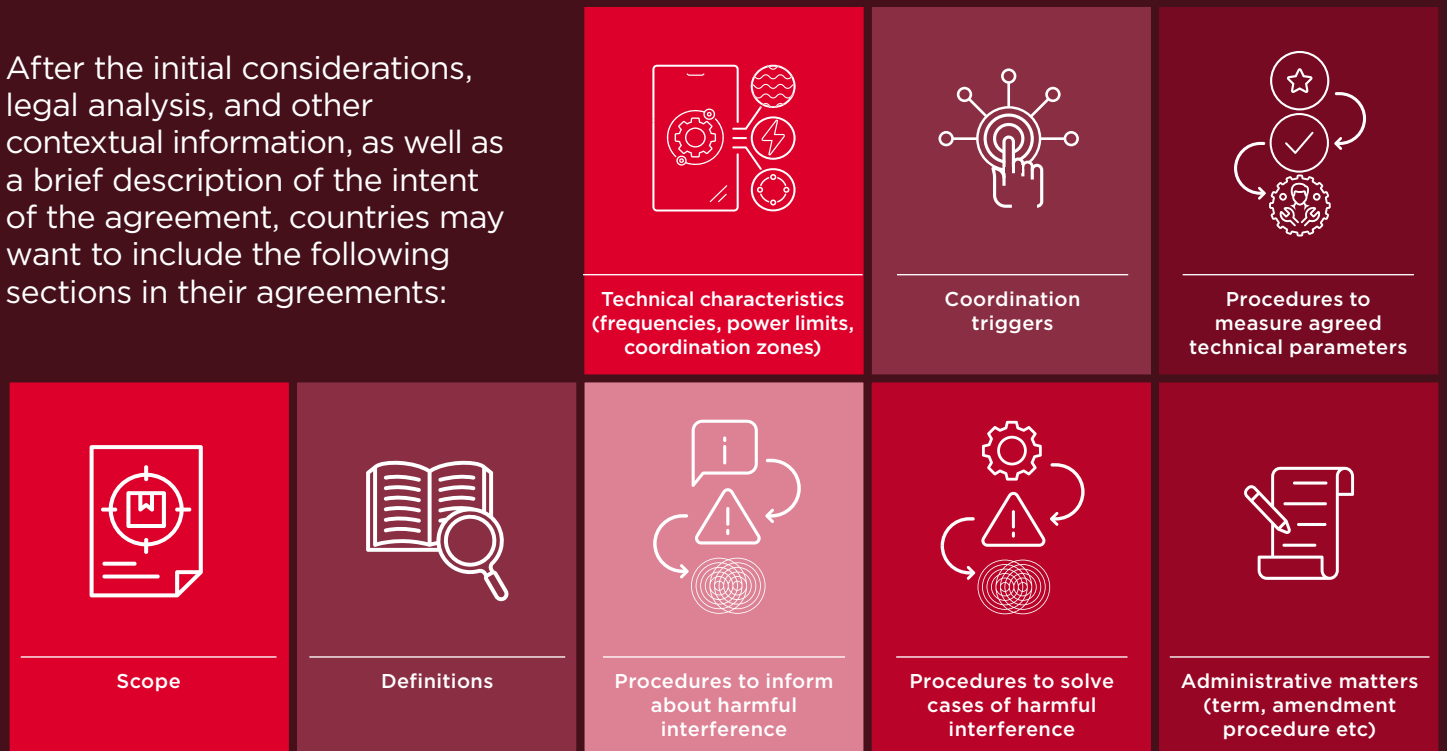 After the initial considerations,
legal analysis, and other
contextual information, as well as
a brief description of the intent
of the agreement, countries may
want to include the following
sections in their agreements:
Technical characteristics
(frequencies, power limits,
coordination zones)
Coordination
triggers
Procedures to
measure agreed
technical parameters
Scope
Definitions
Procedures to inform
about harmful
interference
Procedures to solve
cases of harmful
interference
Administrative matters
(term, amendment
procedure etc)